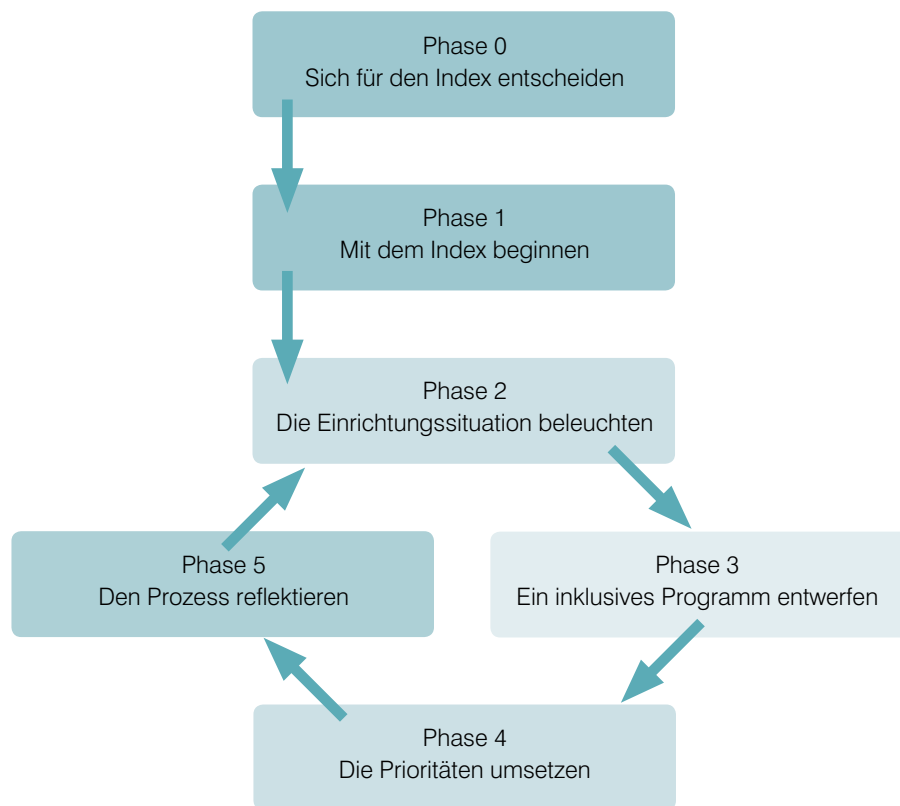 Phase 0
Sich für den Index entscheiden
Phase 1
Mit dem Index beginnen
Phase 2
Die Einrichtungssituation beleuchten
Phase 5
Den Prozess reflektieren
Phase 3
Ein inklusives Programm entwerfen
Phase 4
Die Prioritäten umsetzen